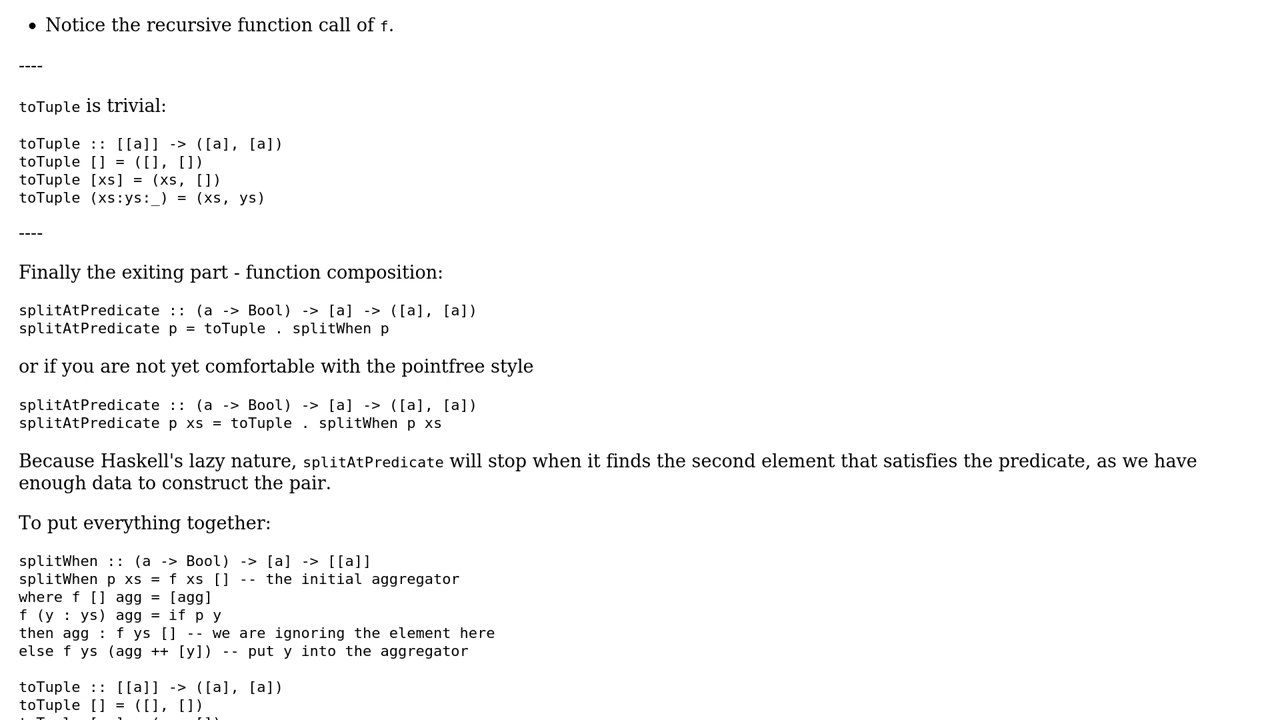 • Notice the recursive function call of f.
----
toTuple is trivial:
toTuple :: [[a]] -> ([a], [a])
toTuple [] = ([], [])
toTuple [xs] = (xs, [])
toTuple (xs:ys:_) = (xs, ys)
----
Finally the exiting part - function composition:
splitAtPredicate :: (a -> Bool) -> [a] -> ([a], [a])
splitAtPredicate p = toTuple . splitWhen p
or if you are not yet comfortable with the pointfree style
splitAtPredicate :: (a -> Bool) -> [a] -> ([a], [a])
splitAtPredicate p xs = toTuple . splitWhen p xs
Because Haskell's lazy nature, splitAtPredicate will stop when it finds the second element that satisfies the predicate, as we have
enough data to construct the pair.
To put everything together:
splitWhen :: (a -> Bool) -> [a] -> [[a]]
splitWhen p xs = f xs [] -- the initial aggregator
where f [] agg = [agg]
f (y : ys) agg = if p y
then agg : f ys [] -- we are ignoring the element here
else f ys (agg ++ [y]) -- put y into the aggregator
toTuple :: [[a]] -> ([a], [a])
toTuple [] = ([], [])